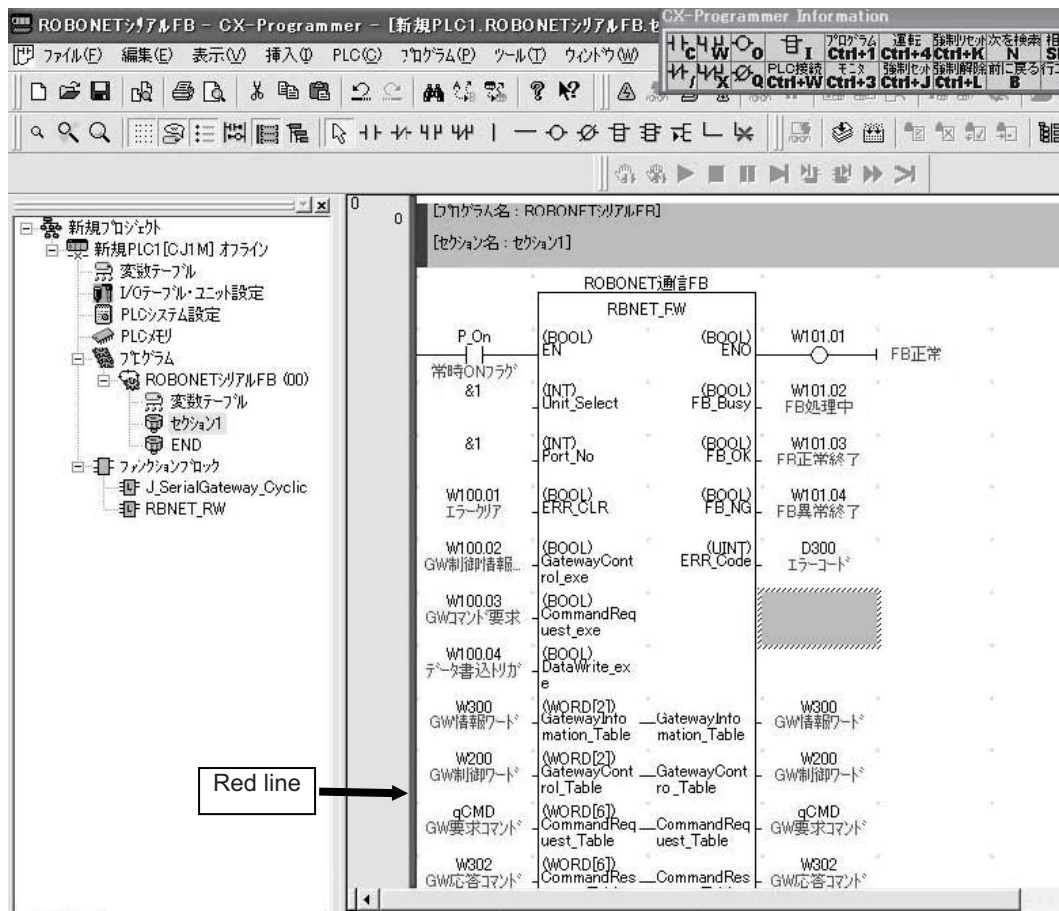 ROBONETシリアルFB - CX-Programmer - [新規PLC1.ROBONETシリアルFB.セ
CX-Programmer Information
ファイル(F) 編集(E) 表示(V) 挿入(I) PLC(C) プログラム(P) ツール(T) ウィンドウ(W)
C W O I プログラム Ctrl+1 運転 Ctrl+4 強制リセット Ctrl+K 次を検索 N
/ X Q PLC接続 Ctrl+W モニタ Ctrl+3 強制セット Ctrl+J 強制解除 Ctrl+L 前に戻る B
新規プロジェクト
新規PLC1[CJ1M] オフライン
変数テーブル
I/Oテーブル・ユニット設定
PLCシステム設定
PLCメモリ
プログラム
ROBONETシリアルFB (00)
変数テーブル
セクション1
END
ファンクションブロック
J_SerialGateway_Cyclic
RBNET_RW
0
0
[プログラム名 : ROBONETシリアルFB]
[セクション名 : セクション1]
ROBONET通信FB
RBNET_RW
P_On (BOOL) (BOOL) W101.01
EN ENO FB正常
常時ONフラグ
&1 (INT) (BOOL) W101.02
Unit_Select FB_Busy FB処理中
&1 (INT) (BOOL) W101.03
Port_No FB_OK FB正常終了
W100.01 (BOOL) (BOOL) W101.04
エラークリア ERR_CLR FB_NG FB異常終了
W100.02 (BOOL) (UINT) D300
GW制御情報... GatewayCont ERR_Code エラーコード
rol_exe
W100.03 (BOOL)
GWコマンド要求 CommandReq
uest_exe
W100.04 (BOOL)
データ書込トリガ DataWrite_ex
e
W300 (WORD[2]) W300
GW情報ワード GatewayInfo GatewayInfo GW情報ワード
mation_Table mation_Table
W200 (WORD[2]) W200
GW制御ワード GatewayCont GatewayCont GW制御ワード
rol_Table ro_Table
Red line
qCMD (WORD[6]) qCMD
GW要求コマンド CommandReq CommandReq GW要求コマンド
uest_Table uest_Table
W302 (WORD[6]) W302
GW応答コマンド CommandRes CommandRes GW応答コマンド